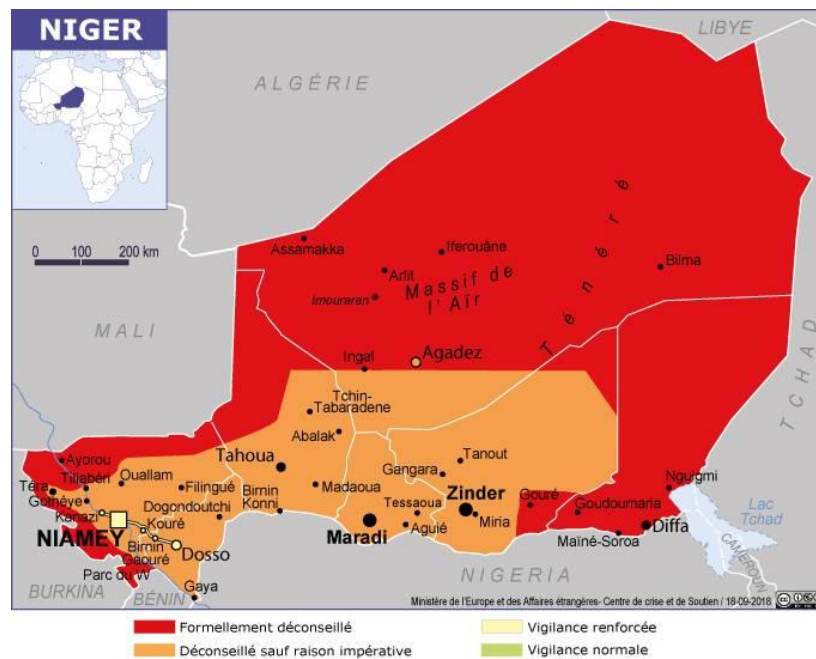 NIGER
LIBYE
ALGÉRIE
0 100 200 km
Assamakka
Iferouâne
Arlit
Bilma
Imouraren
Massif de
l'Aïr
Ténéré
MALI
TCHAD
Ingal
Agadez
Tchin-
Tabaradene
Abalak
Tahoua
Tanout
Gangara
Ayorou
Tillabéri
Ouallam
Téra
Filingué
Gothèye
Birnin
Konni
Madaoua
Zinder
Gouré
Nguigmi
Goudoumaria
Dogondoutchi
Tessaoua
Kanazi
Kouré
Miria
Diffa
Lac
Tchad
NIAMEY
Maradi
Aguié
Maïné-Soroa
Birnin
Gaouré
Dosso
CAMEROUN
Parc du W
Gaya
NIGERIA
BURKINA
BÉNIN
Ministère de l'Europe et des Affaires étrangères- Centre de crise et de Soutien / 18-09-2018
Formellement déconseillé
Vigilance renforcée
Déconseillé sauf raison impérative
Vigilance normale